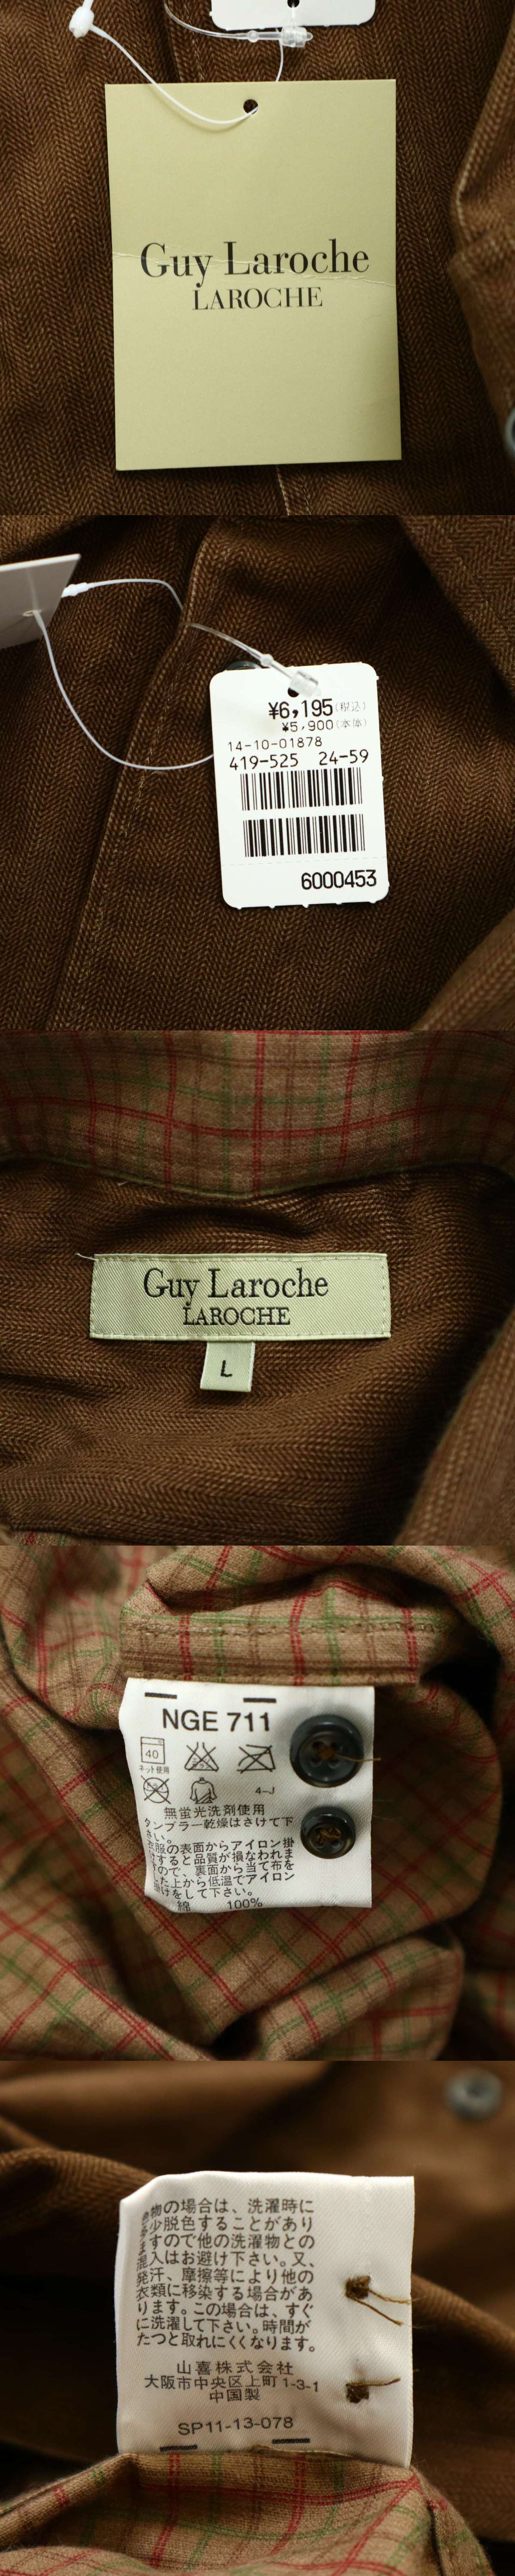 Guy Laroche
LAROCHE
¥6,195(税込)
¥5,900(本体)
14-10-01878
419-525 24-59
6000453
Guy Laroche
LAROCHE
L
NGE 711
40
ネット使用
4-J
無蛍光洗剤使用
タンブラー乾燥はさけて下
さい。
衣服の表面からアイロン掛
けすると品質が損なわれま
すので、裏面から当て布を
した上から低温でアイロン
掛けをして下さい。
綿 100%
物の場合は、洗濯時に
少脱色することがあり
ますので他の洗濯物との
混入はお避け下さい。又、
発汗、摩擦等により他の
衣類に移染する場合があ
ります。この場合は、すぐ
に洗濯して下さい。時間が
たつと取れにくくなります。
山喜株式会社
大阪市中央区上町1-3-1
中国製
SP11-13-078